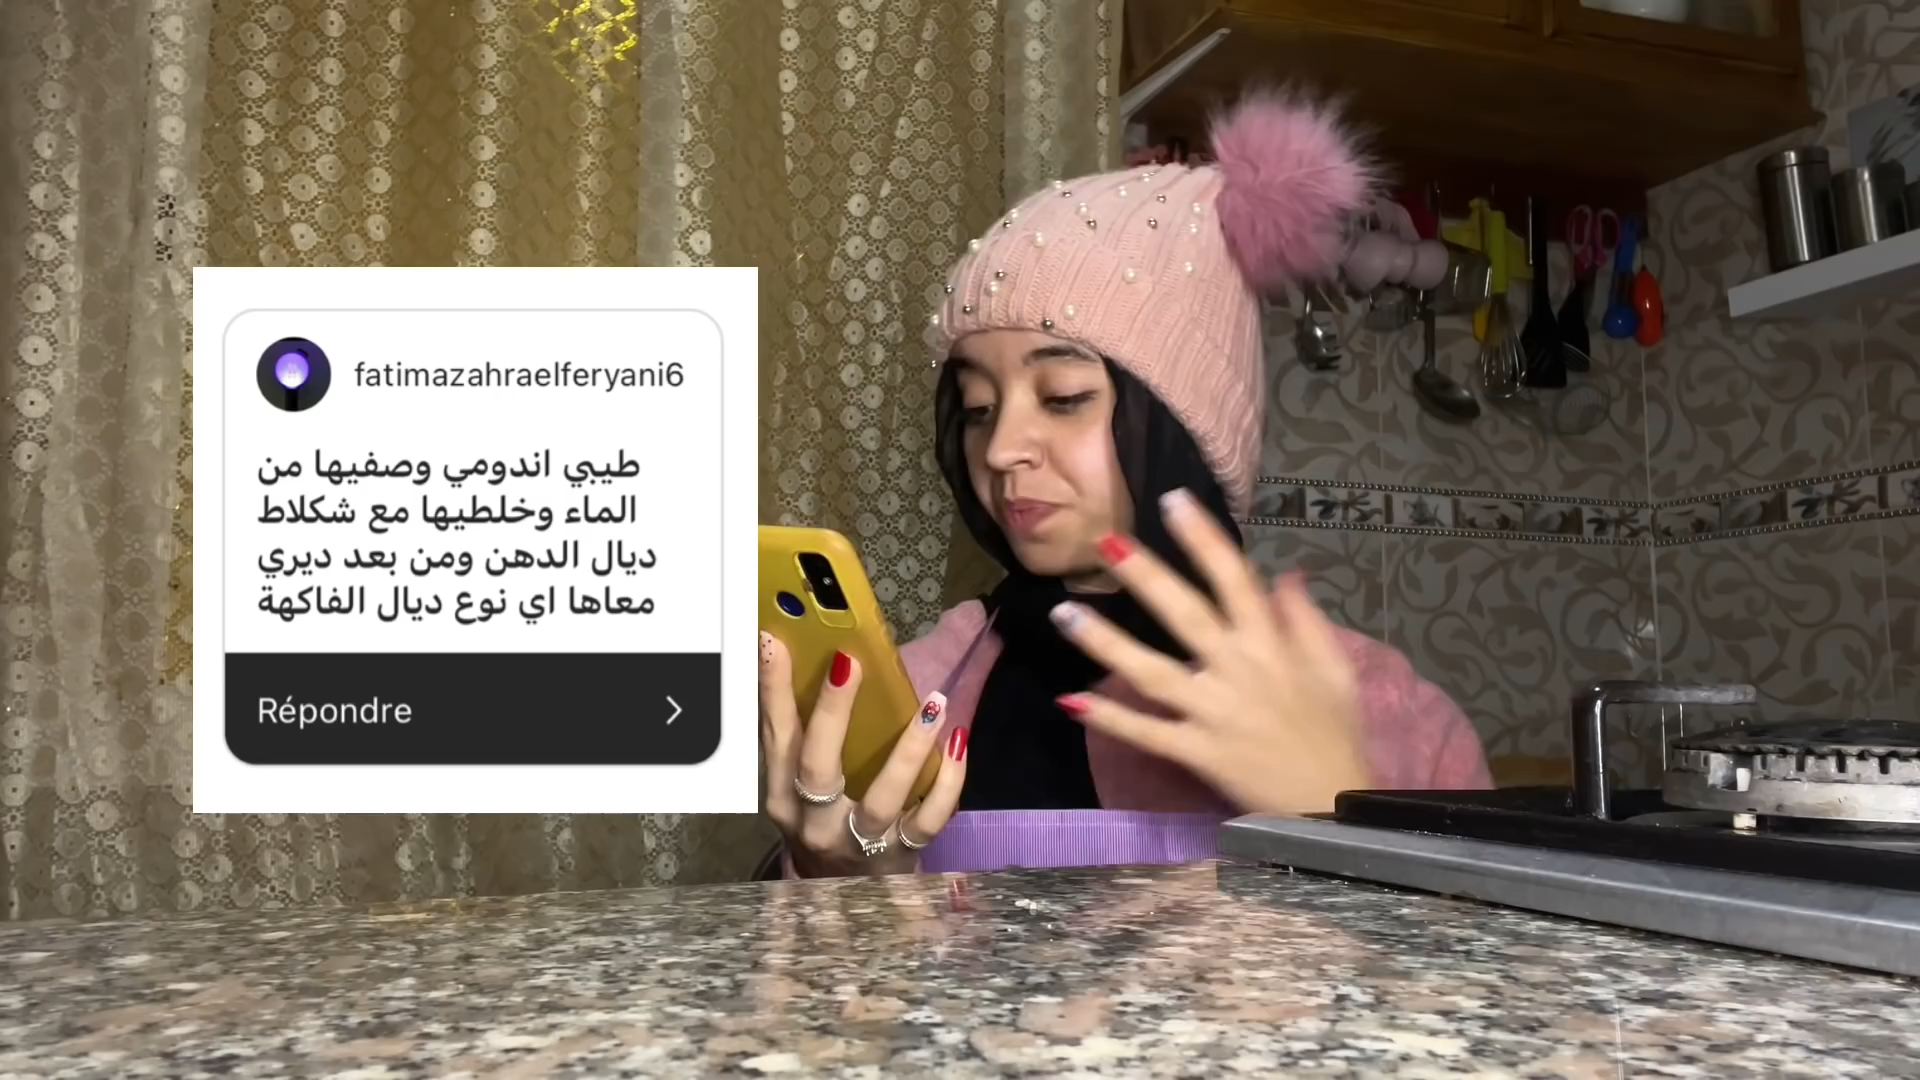 fatimazahraelferyani6
طيبي اندومي وصفيها من
الماء وخلطيها مع شكلاط
ديال الدهن ومن بعد ديري
معاها اي نوع ديال الفاكهة
Répondre